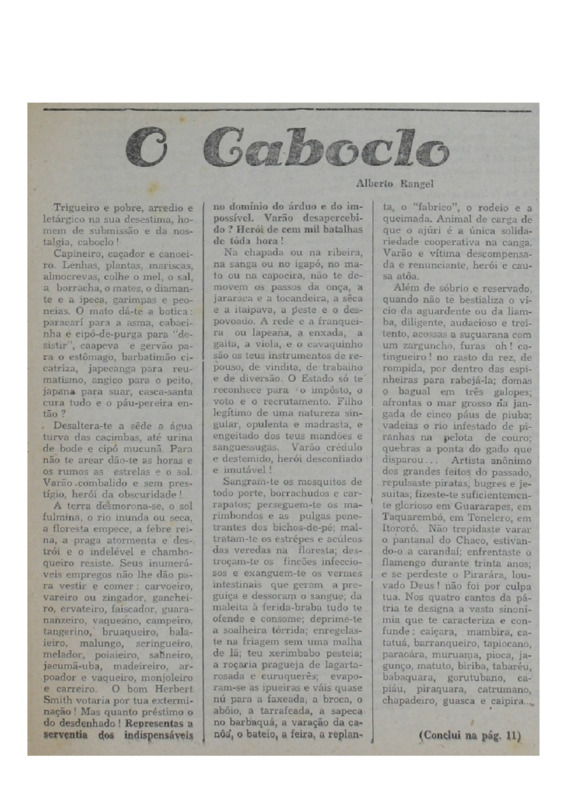 O Caboclo
Alberto Rangel
Trigueiro e pobre, arredio e
letárgico na sua desestima, ho-
mem de submissão e da nos-
talgia, caboclo !
Capineiro, caçador e canoei-
ro. Lenhas, plantas, mariscas,
almocrevas, colhe o mel, o sal,
a borracha, o mates, o diaman-
te e a ipeca, garimpas e peo-
neias. O mato dá-te a botica :
paracari para a asma, cabaci-
nha e cipó-de-purga para "de-
sistir", caapeva e gervão pa-
ra o estômago, barbatimão ci-
catriza, japecanga para reu-
matismo, angico para o peito,
japana para suar, casca-santa
cura tudo e o páu-pereira en-
tão ?
Desaltera-te a sêde a água
turva das cacimbas, até urina
de bode e cipó mucunã. Para
não te arear dão-te as horas e
os rumos as estrelas e o sol.
Varão combalido e sem pres-
tígio, herói da obscuridade !
A terra desmorona-se, o sol
fulmina, o rio inunda ou seca,
a floresta empece, a febre rei-
na, a praga atormenta e des-
trói e o indelével e chambo-
queiro resiste. Seus inumerá-
veis empregos não lhe dão pa-
ra vestir e comer : carvoeiro,
vareiro ou zingador, ganchei-
ro, ervateiro, faiscador, guara-
nanzeiro, vaqueano, campeiro,
tangerino, bruaqueiro, bala-
ieiro, malungo, seringueiro,
melador, poiaieiro, salineiro,
jacumã-uba, madeireiro, ar-
poador e vaqueiro, monjoleiro
e carreiro. O bom Herbert
Smith votaria por tua extermi-
nação ! Mas quanto préstimo o
do desdenhado ! Representas a
serventia dos indispensáveis
no domínio do árduo e do im-
possível. Varão desapercebi-
do ? Herói de cem mil batalhas
de tôda hora !
Na chapada ou na ribeira,
na sanga ou no igapó, no ma-
to ou na capoeira, não te de-
movem os passos da onça, a
jararaca e a tocandeira, a sêca
e a itaipava, a peste e o des-
povoado. A rede e a franquei-
ra ou lapeana, a enxada, a
gaita, a viola, e o cavaquinho
são os teus instrumentos de re-
pouso, de vindita, de trabalho
e de diversão. O Estado só te
reconhece para o impôsto, o
voto e o recrutamento. Filho
legítimo de uma natureza sin-
gular, opulenta e madrasta, e
engeitado dos teus mandões e
sanguessugas. Varão crédulo
e destemido, herói desconfiado
e imutável !
Sangram-te os mosquitos de
todo porte, borrachudos e car-
rapatos; perseguem-te os ma-
rimbondos e as pulgas pene-
trantes dos bichos-de-pé; mal-
tratam-te os estrépes e acúleos
das veredas na floresta; des-
troçam-te os fincões infeccio-
sos e exanguem-te os vermes
intestinais que geram a pre-
guiça e dessoram o sangue; da
maleita à ferida-braba tudo te
ofende e consome; deprime-te
a soalheira tórrida; enregelas-
te na friagem sem uma malha
de lã; teu xerimbabo pesteia;
a roçaria pragueja de lagarta-
rosada e euruquerês; evapo-
ram-se as ipueiras e váis quase
nú para a faxeada, a broca, o
abôio, a tarrafeada, a sapeca
no barbaquá, a varação da ca-
nôa, o bateio, a feira, a replan-
ta, o "fabrico", o rodeio e a
queimada. Animal de carga de
que o ajúri é a única solida-
riedade cooperativa na canga.
Varão e vítima descompensa-
da e renunciante, herói e cau-
sa atôa.
Além de sóbrio e reservado,
quando não te bestializa o ví-
cio da aguardente ou da liam-
ba, diligente, audacioso e trei-
tento, acossas a suçuarana com
um zarguncho, furas oh ! ca-
tingueiro ! no rasto da rez, de
rompida, por dentro das espi-
nheiras para rabejá-la; domas
o bagual em três galopes;
afrontas o mar grosso na jan-
gada de cinco páus de piuba;
vadeias o rio infestado de pi-
ranhas na pelota de couro;
quebras a ponta do gado que
disparou... Artista anônimo
dos grandes feitos do passado,
repulsaste piratas, bugres e je-
suitas; fizeste-te suficientemen-
te glorioso em Guararapes, em
Taquarembó, em Tonelero, em
Itororó. Não trepidaste varar
o pantanal do Chaco, estivan-
do-o a carandaí; enfrentaste o
flamengo durante trinta anos;
e se perdeste o Pirarára, lou-
vado Deus ! não foi por culpa
tua. Nos quatro cantos da pá-
tria te designa a vasta sinoní-
mia que te caracteriza e con-
funde : caiçara, mambira, ca-
tatuá, barranqueiro, tapiocano,
paraoára, muruama, pioca, ja-
gunço, matuto, biriba, tabaréu,
babaquara, gorutubano, ca-
piáu, piraquara, catrumano,
chapadeiro, guasca e caipira...
(Conclui na pág. 11)